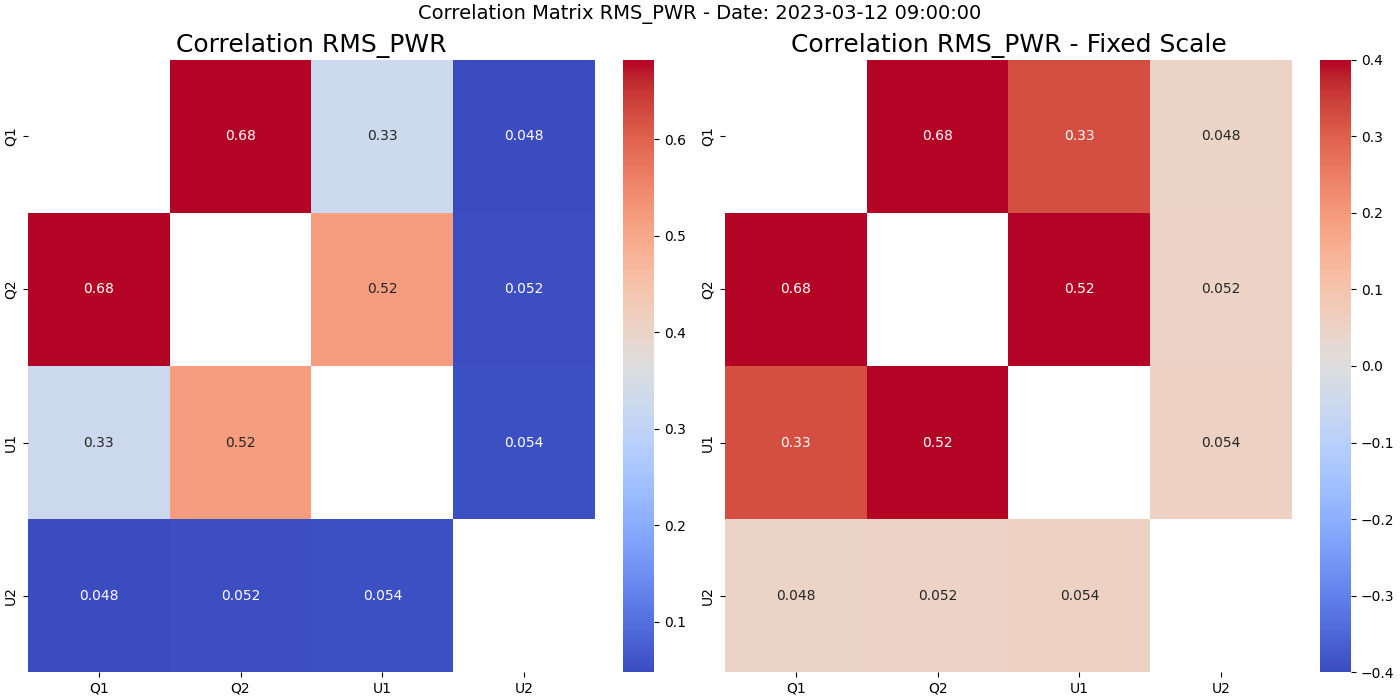 Correlation Matrix RMS_PWR - Date: 2023-03-12 09:00:00
Correlation RMS_PWR
Q1
0.68
0.33
0.048
Q2
0.68
0.52
0.052
U1
0.33
0.52
0.054
U2
0.048
0.052
0.054
Q1
Q2
U1
U2
0.6
0.5
0.4
0.3
0.2
0.1
Correlation RMS_PWR - Fixed Scale
Q1
0.68
0.33
0.048
Q2
0.68
0.52
0.052
U1
0.33
0.52
0.054
U2
0.048
0.052
0.054
Q1
Q2
U1
U2
0.4
0.3
0.2
0.1
0.0
−0.1
−0.2
−0.3
−0.4